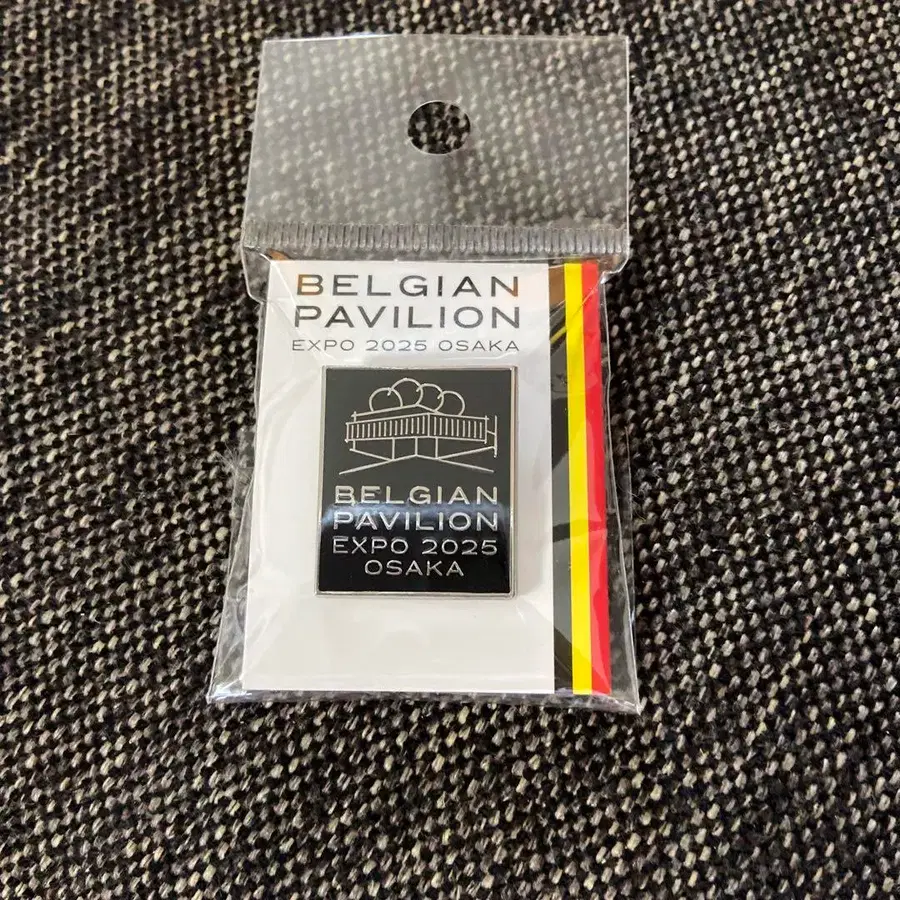 BELGIAN
PAVILION
EXPO 2025 OSAKA
BELGIAN
PAVILION
EXPO 2025
OSAKA